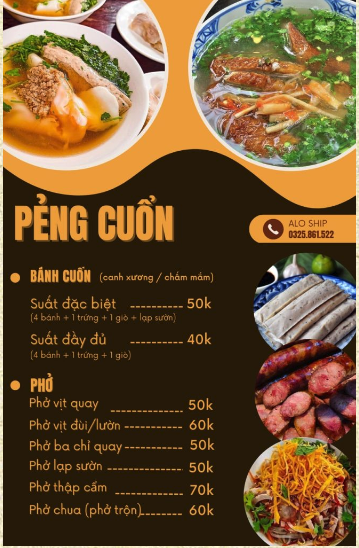 PẺNG CUỐN
ALO SHIP
0325.861.522
BÁNH CUỐN (canh xương / chấm mắm)
Suất đặc biệt ---------- 50k
(4 bánh + 1 trứng + 1 giò + lạp sườn)
Suất đầy đủ ---------- 40k
(4 bánh + 1 trứng + 1 giò)
PHỞ
Phở vịt quay -------------- 50k
Phở vịt đùi/lườn ----------- 60k
Phở ba chỉ quay ----------- 50k
Phở lạp sườn -------------- 50k
Phở thập cẩm ------------- 70k
Phở chua (phở trộn) -------- 60k